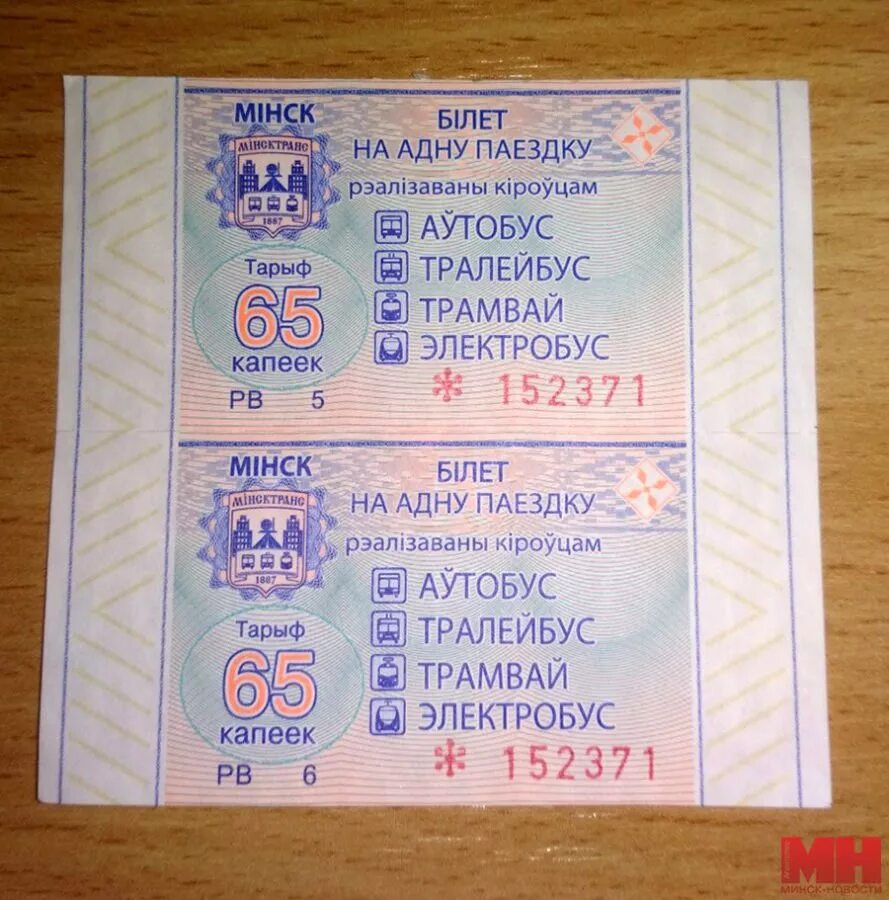 МІНСК
МІНСКТРАНС
1887
Тарыф
65
капеек
РВ 5
БІЛЕТ
НА АДНУ ПАЕЗДКУ
рэалізаваны кіроўцам
АЎТОБУС
ТРАЛЕЙБУС
ТРАМВАЙ
ЭЛЕКТРОБУС
* 152371
МІНСК
МІНСКТРАНС
1887
Тарыф
65
капеек
РВ 6
БІЛЕТ
НА АДНУ ПАЕЗДКУ
рэалізаваны кіроўцам
АЎТОБУС
ТРАЛЕЙБУС
ТРАМВАЙ
ЭЛЕКТРОБУС
* 152371
МН
МИНСК-НОВОСТИ